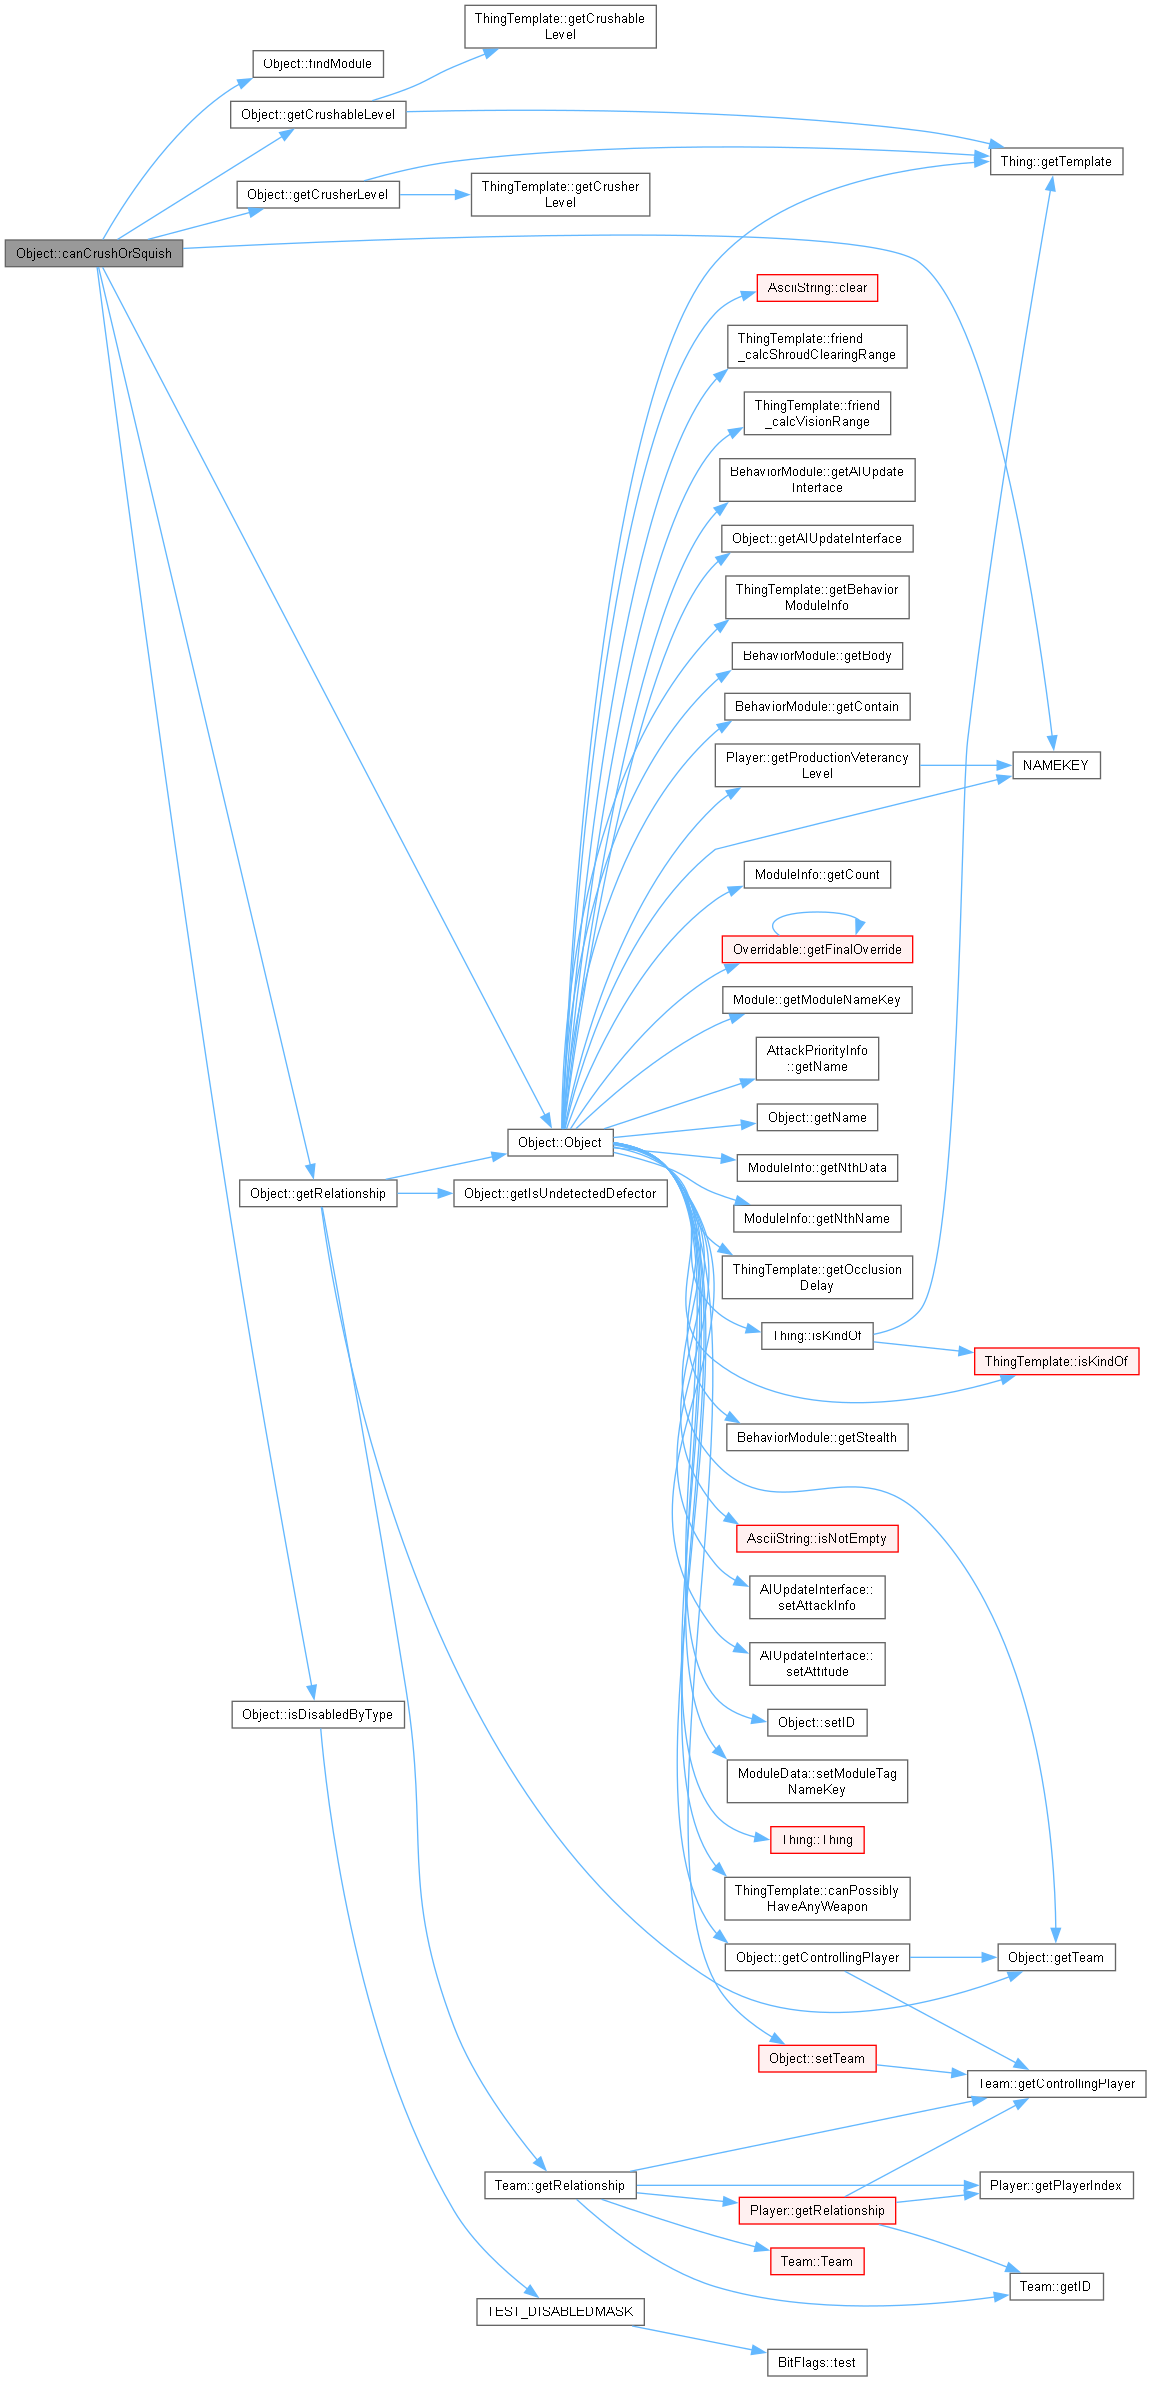 ThingTemplate::getCrushable
Level
Object::findModule
Object::getCrushableLevel
Thing::getTemplate
ThingTemplate::getCrusher
Level
Object::getCrusherLevel
Object::canCrushOrSquish
AsciiString::clear
ThingTemplate::friend
_calcShroudClearingRange
ThingTemplate::friend
_calcVisionRange
BehaviorModule::getAIUpdate
Interface
Object::getAIUpdateInterface
ThingTemplate::getBehavior
ModuleInfo
BehaviorModule::getBody
BehaviorModule::getContain
Player::getProductionVeterancy
Level
NAMEKEY
ModuleInfo::getCount
Overridable::getFinalOverride
Module::getModuleNameKey
AttackPriorityInfo
::getName
Object::getName
Object::Object
ModuleInfo::getNthData
Object::getRelationship
Object::getIsUndetectedDefector
ModuleInfo::getNthName
ThingTemplate::getOcclusion
Delay
Thing::isKindOf
ThingTemplate::isKindOf
BehaviorModule::getStealth
AsciiString::isNotEmpty
AIUpdateInterface::
setAttackInfo
AIUpdateInterface::
setAttitude
Object::isDisabledByType
Object::setID
ModuleData::setModuleTag
NameKey
Thing::Thing
ThingTemplate::canPossibly
HaveAnyWeapon
Object::getControllingPlayer
Object::getTeam
Object::setTeam
Team::getControllingPlayer
Team::getRelationship
Player::getPlayerIndex
Player::getRelationship
Team::Team
Team::getID
TEST_DISABLEDMASK
BitFlags::test